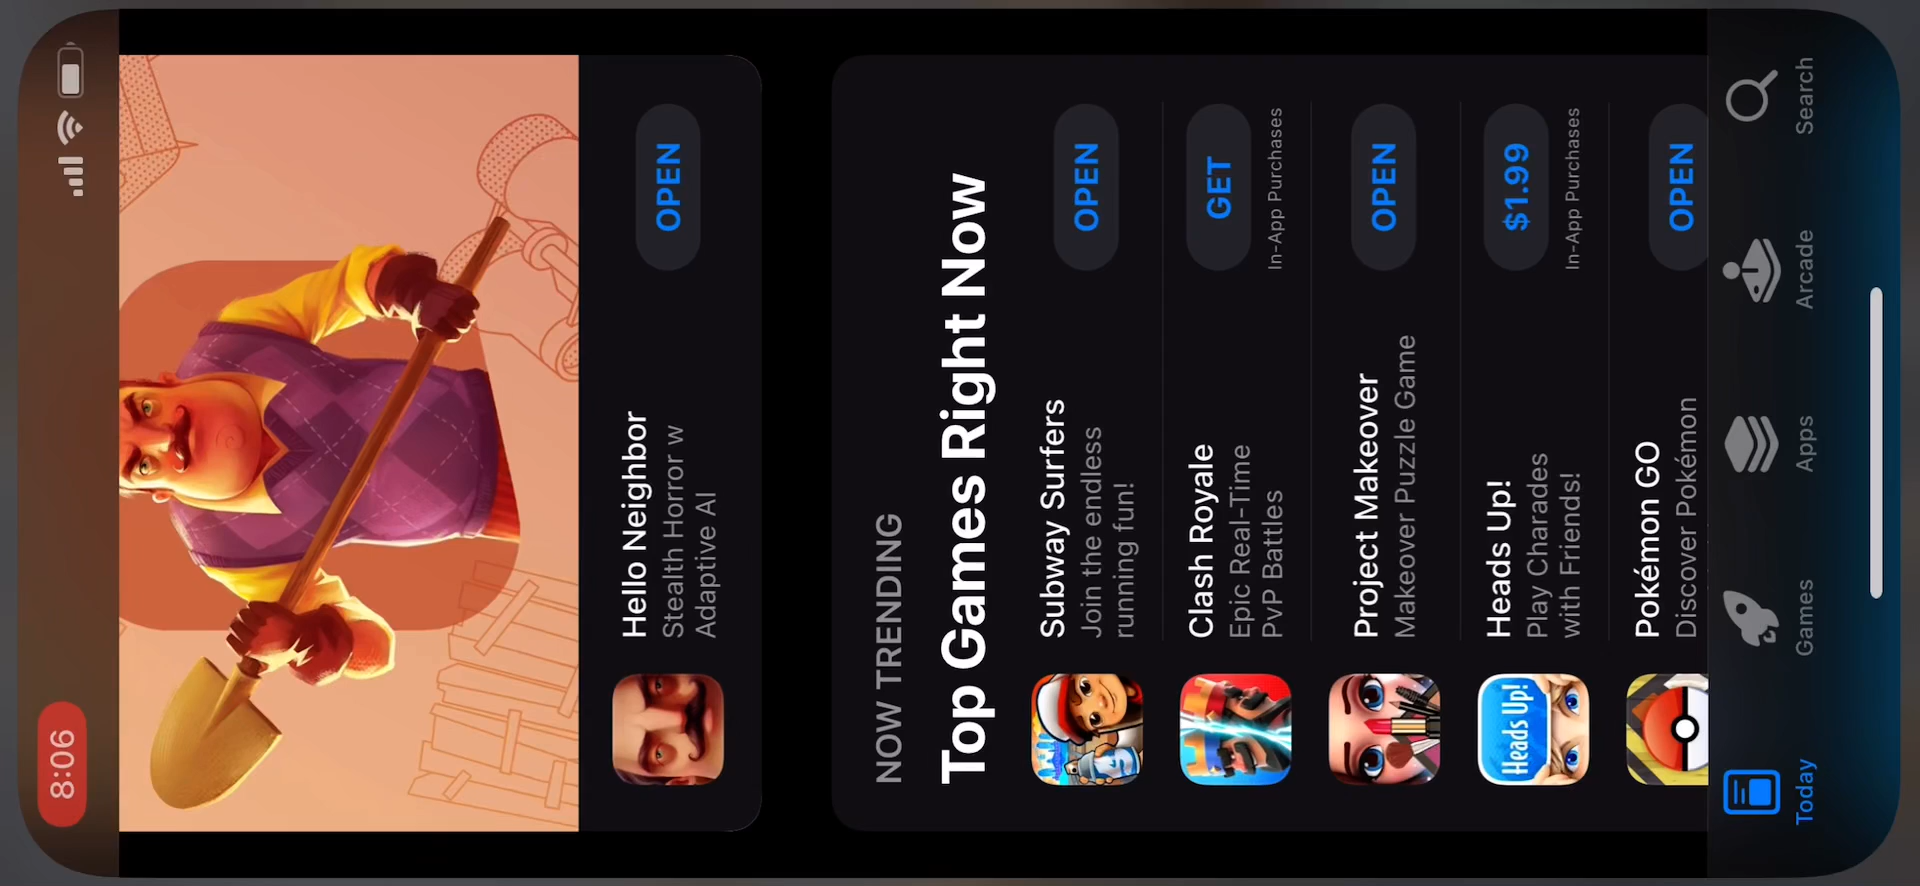 8:06
Hello Neighbor
Stealth Horror w
Adaptive AI
OPEN
NOW TRENDING
Top Games Right Now
Subway Surfers
Join the endless
running fun!
OPEN
Clash Royale
Epic Real-Time
PvP Battles
GET
In-App Purchases
Project Makeover
Makeover Puzzle Game
OPEN
Heads Up!
Heads Up!
Play Charades
with Friends!
$1.99
In-App Purchases
Pokémon GO
Discover Pokémon
OPEN
Today
Games
Apps
Arcade
Search